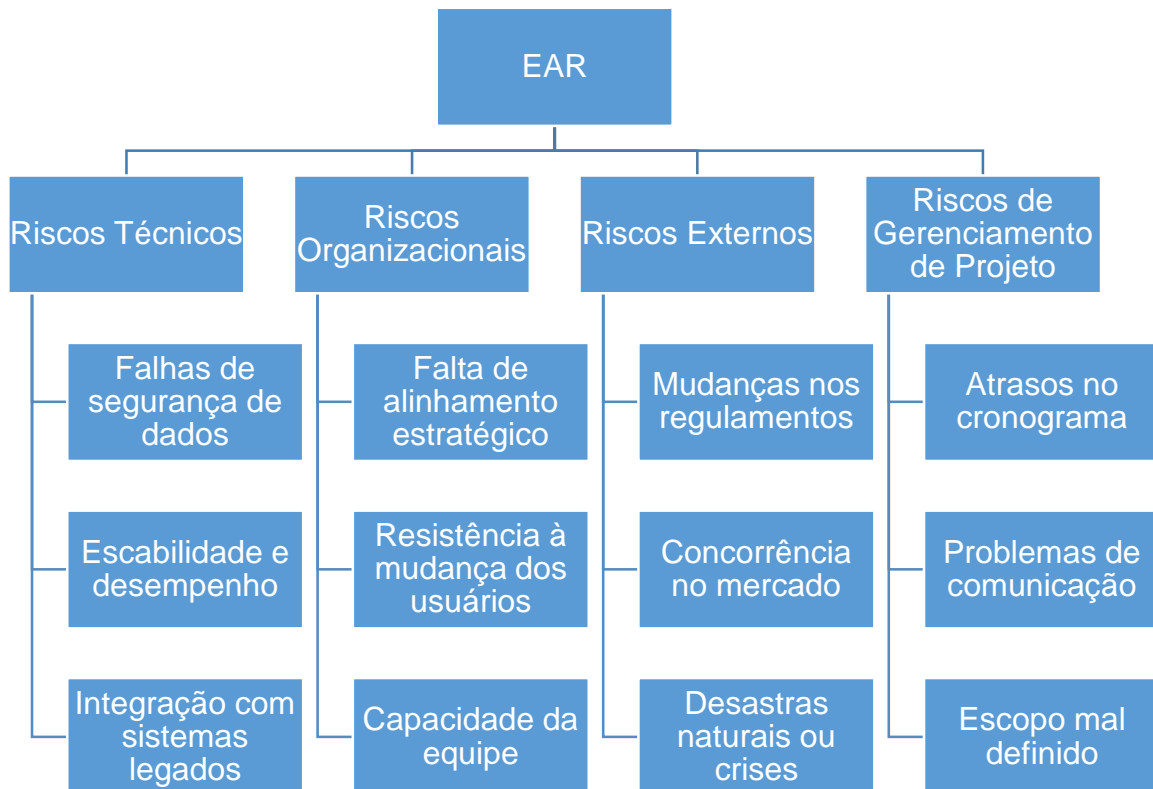 EAR
Riscos Técnicos
Riscos
Organizacionais
Riscos Externos
Riscos de
Gerenciamento
de Projeto
Falhas de
segurança de
dados
Falta de
alinhamento
estratégico
Mudanças nos
regulamentos
Atrasos no
cronograma
Escabilidade e
desempenho
Resistência à
mudança dos
usuários
Concorrência
no mercado
Problemas de
comunicação
Integração com
sistemas
legados
Capacidade da
equipe
Desastras
naturais ou
crises
Escopo mal
definido